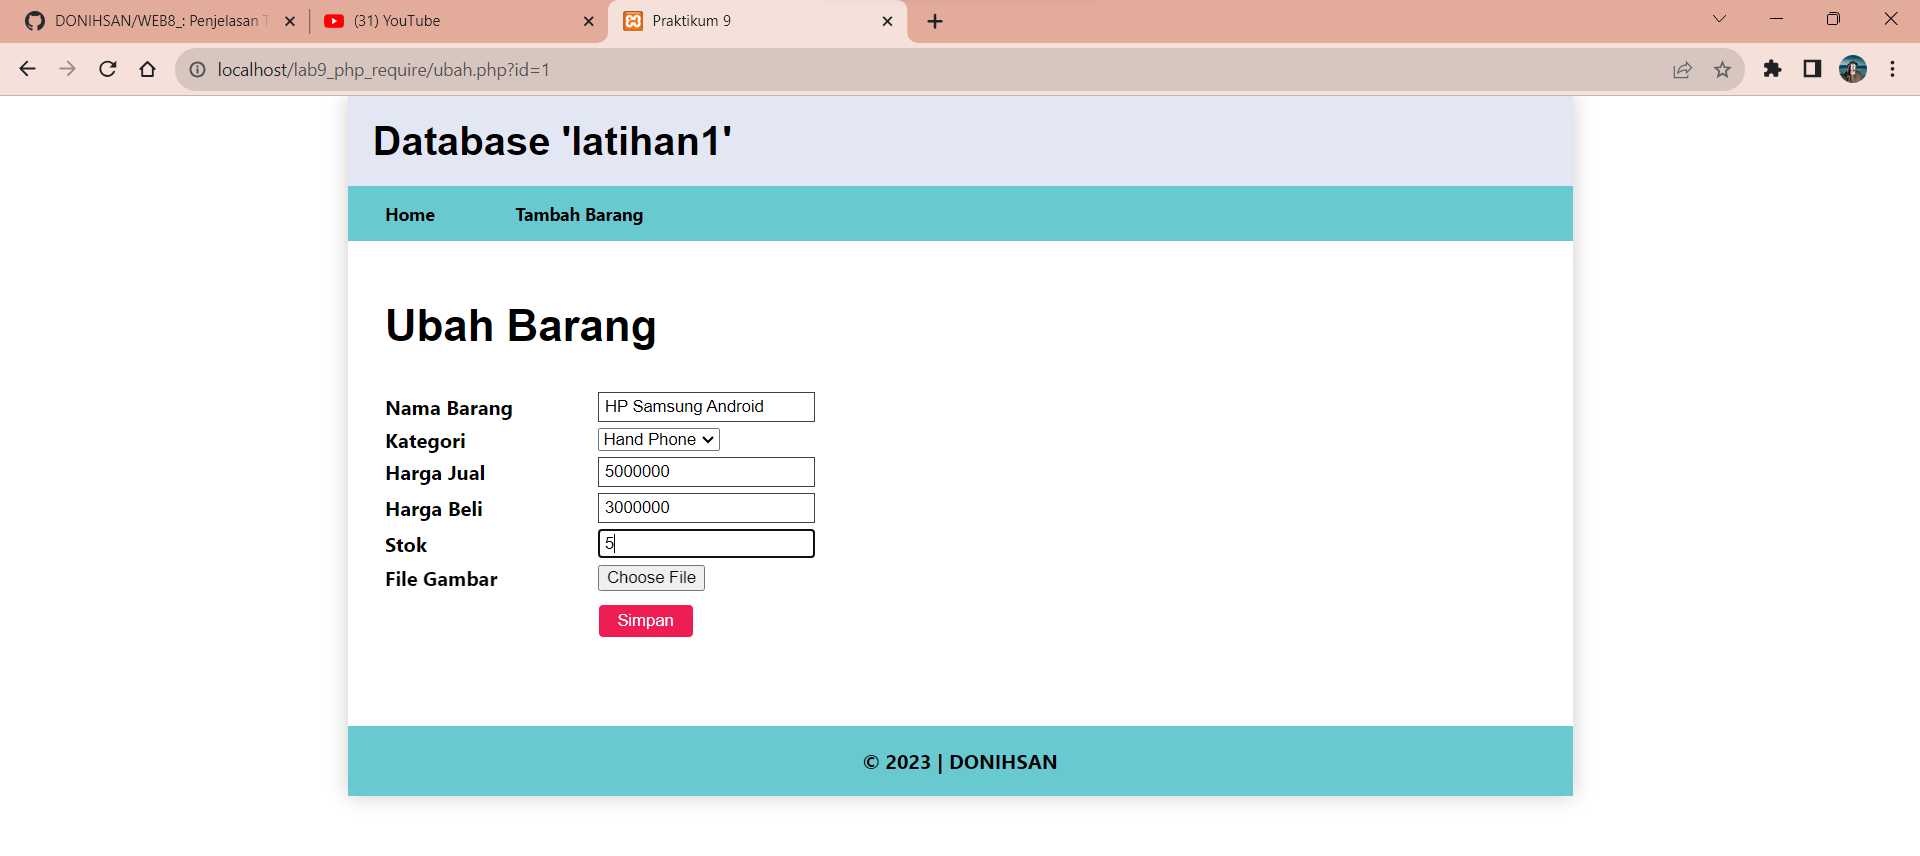 DONIHSAN/WEB8_: Penjelasan
(31) YouTube
Praktikum 9
localhost/lab9_php_require/ubah.php?id=1
Database 'latihan1'
Home
Tambah Barang
Ubah Barang
Nama Barang
HP Samsung Android
Kategori
Hand Phone
Harga Jual
5000000
Harga Beli
3000000
Stok
5
File Gambar
Choose File
Simpan
© 2023 | DONIHSAN